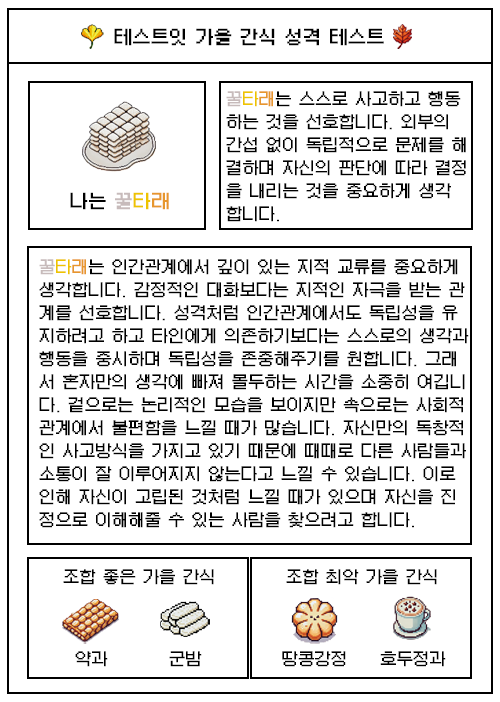 테스트잇 가을 간식 성격 테스트
나는 꿀타래
꿀타래는 스스로 사고하고 행동
하는 것을 선호합니다. 외부의
간섭 없이 독립적으로 문제를 해
결하며 자신의 판단에 따라 결정
을 내리는 것을 중요하게 생각
합니다.
꿀타래는 인간관계에서 깊이 있는 지적 교류를 중요하게
생각합니다. 감정적인 대화보다는 지적인 자극을 받는 관
계를 선호합니다. 성격처럼 인간관계에서도 독립성을 유
지하려고 하고 타인에게 의존하기보다는 스스로의 생각과
행동을 중시하며 독립성을 존중해주기를 원합니다. 그래
서 혼자만의 생각에 빠져 몰두하는 시간을 소중히 여깁니
다. 겉으로는 논리적인 모습을 보이지만 속으로는 사회적
관계에서 불편함을 느낄 때가 많습니다. 자신만의 독창적
인 사고방식을 가지고 있기 때문에 때때로 다른 사람들과
소통이 잘 이루어지지 않는다고 느낄 수 있습니다. 이로
인해 자신이 고립된 것처럼 느낄 때가 있으며 자신을 진
정으로 이해해줄 수 있는 사람을 찾으려고 합니다.
조합 좋은 가을 간식
약과 군밤
조합 최악 가을 간식
땅콩강정 호두정과